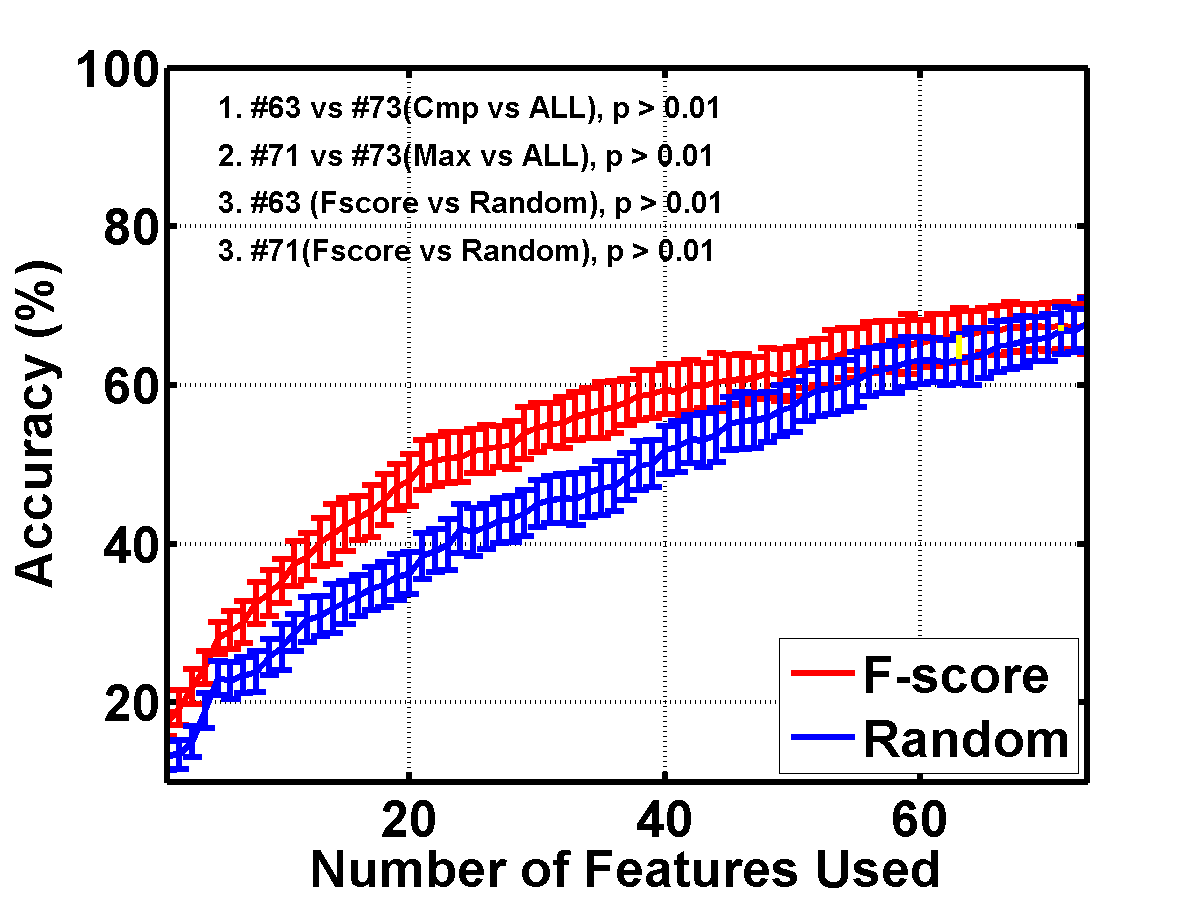 100
1. #63 vs #73(Cmp vs ALL), p > 0.01
2. #71 vs #73(Max vs ALL), p > 0.01
3. #63 (Fscore vs Random), p > 0.01
80
3. #71(Fscore vs Random), p > 0.01
Accuracy (%)
60
40
20
F-score
Random
20 40 60
Number of Features Used